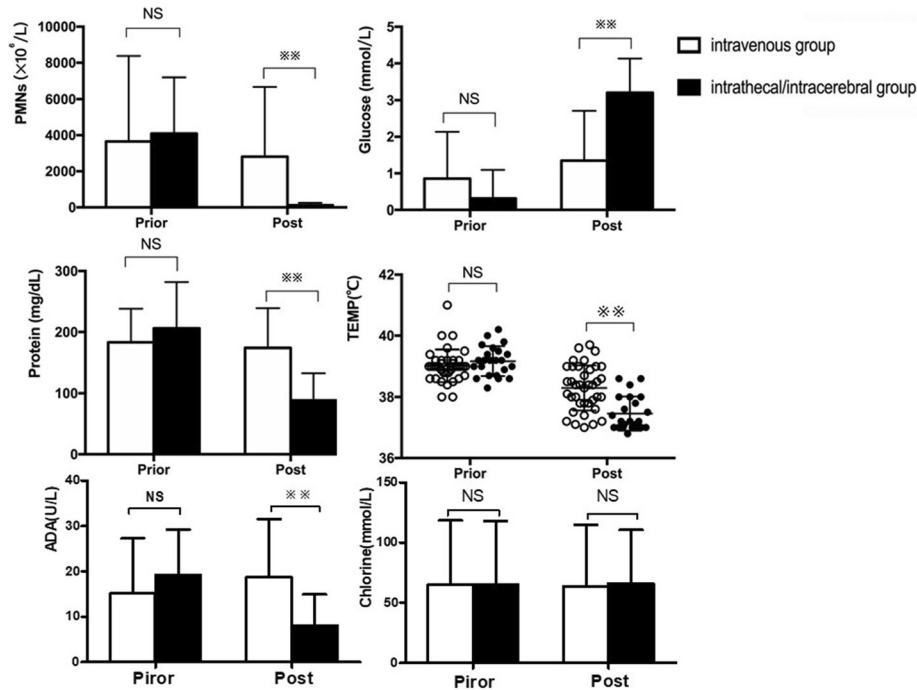 PMNs (×10⁶/L)
10000
8000
6000
4000
2000
0
NS
※※
Prior
Post
Glucose (mmol/L)
5
4
3
2
1
0
NS
※※
Prior
Post
intravenous group
intrathecal/intracerebral group
Protein (mg/dL)
300
200
100
0
NS
※※
Prior
Post
TEMP(℃)
42
40
38
36
NS
※※
Prior
Post
ADA(U/L)
40
30
20
10
0
NS
※※
Piror
Post
Chlorine(mmol/L)
150
100
50
0
NS
NS
Piror
Post